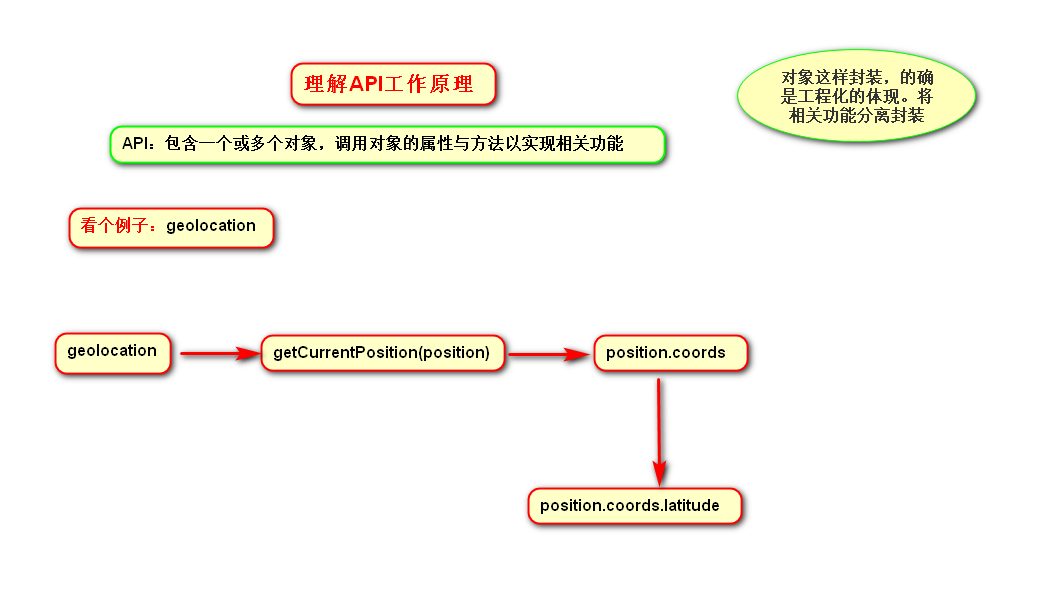 理解API工作原理
对象这样封装，的确
是工程化的体现。将
相关功能分离封装
API：包含一个或多个对象，调用对象的属性与方法以实现相关功能
看个例子：geolocation
geolocation
getCurrentPosition(position)
position.coords
position.coords.latitude